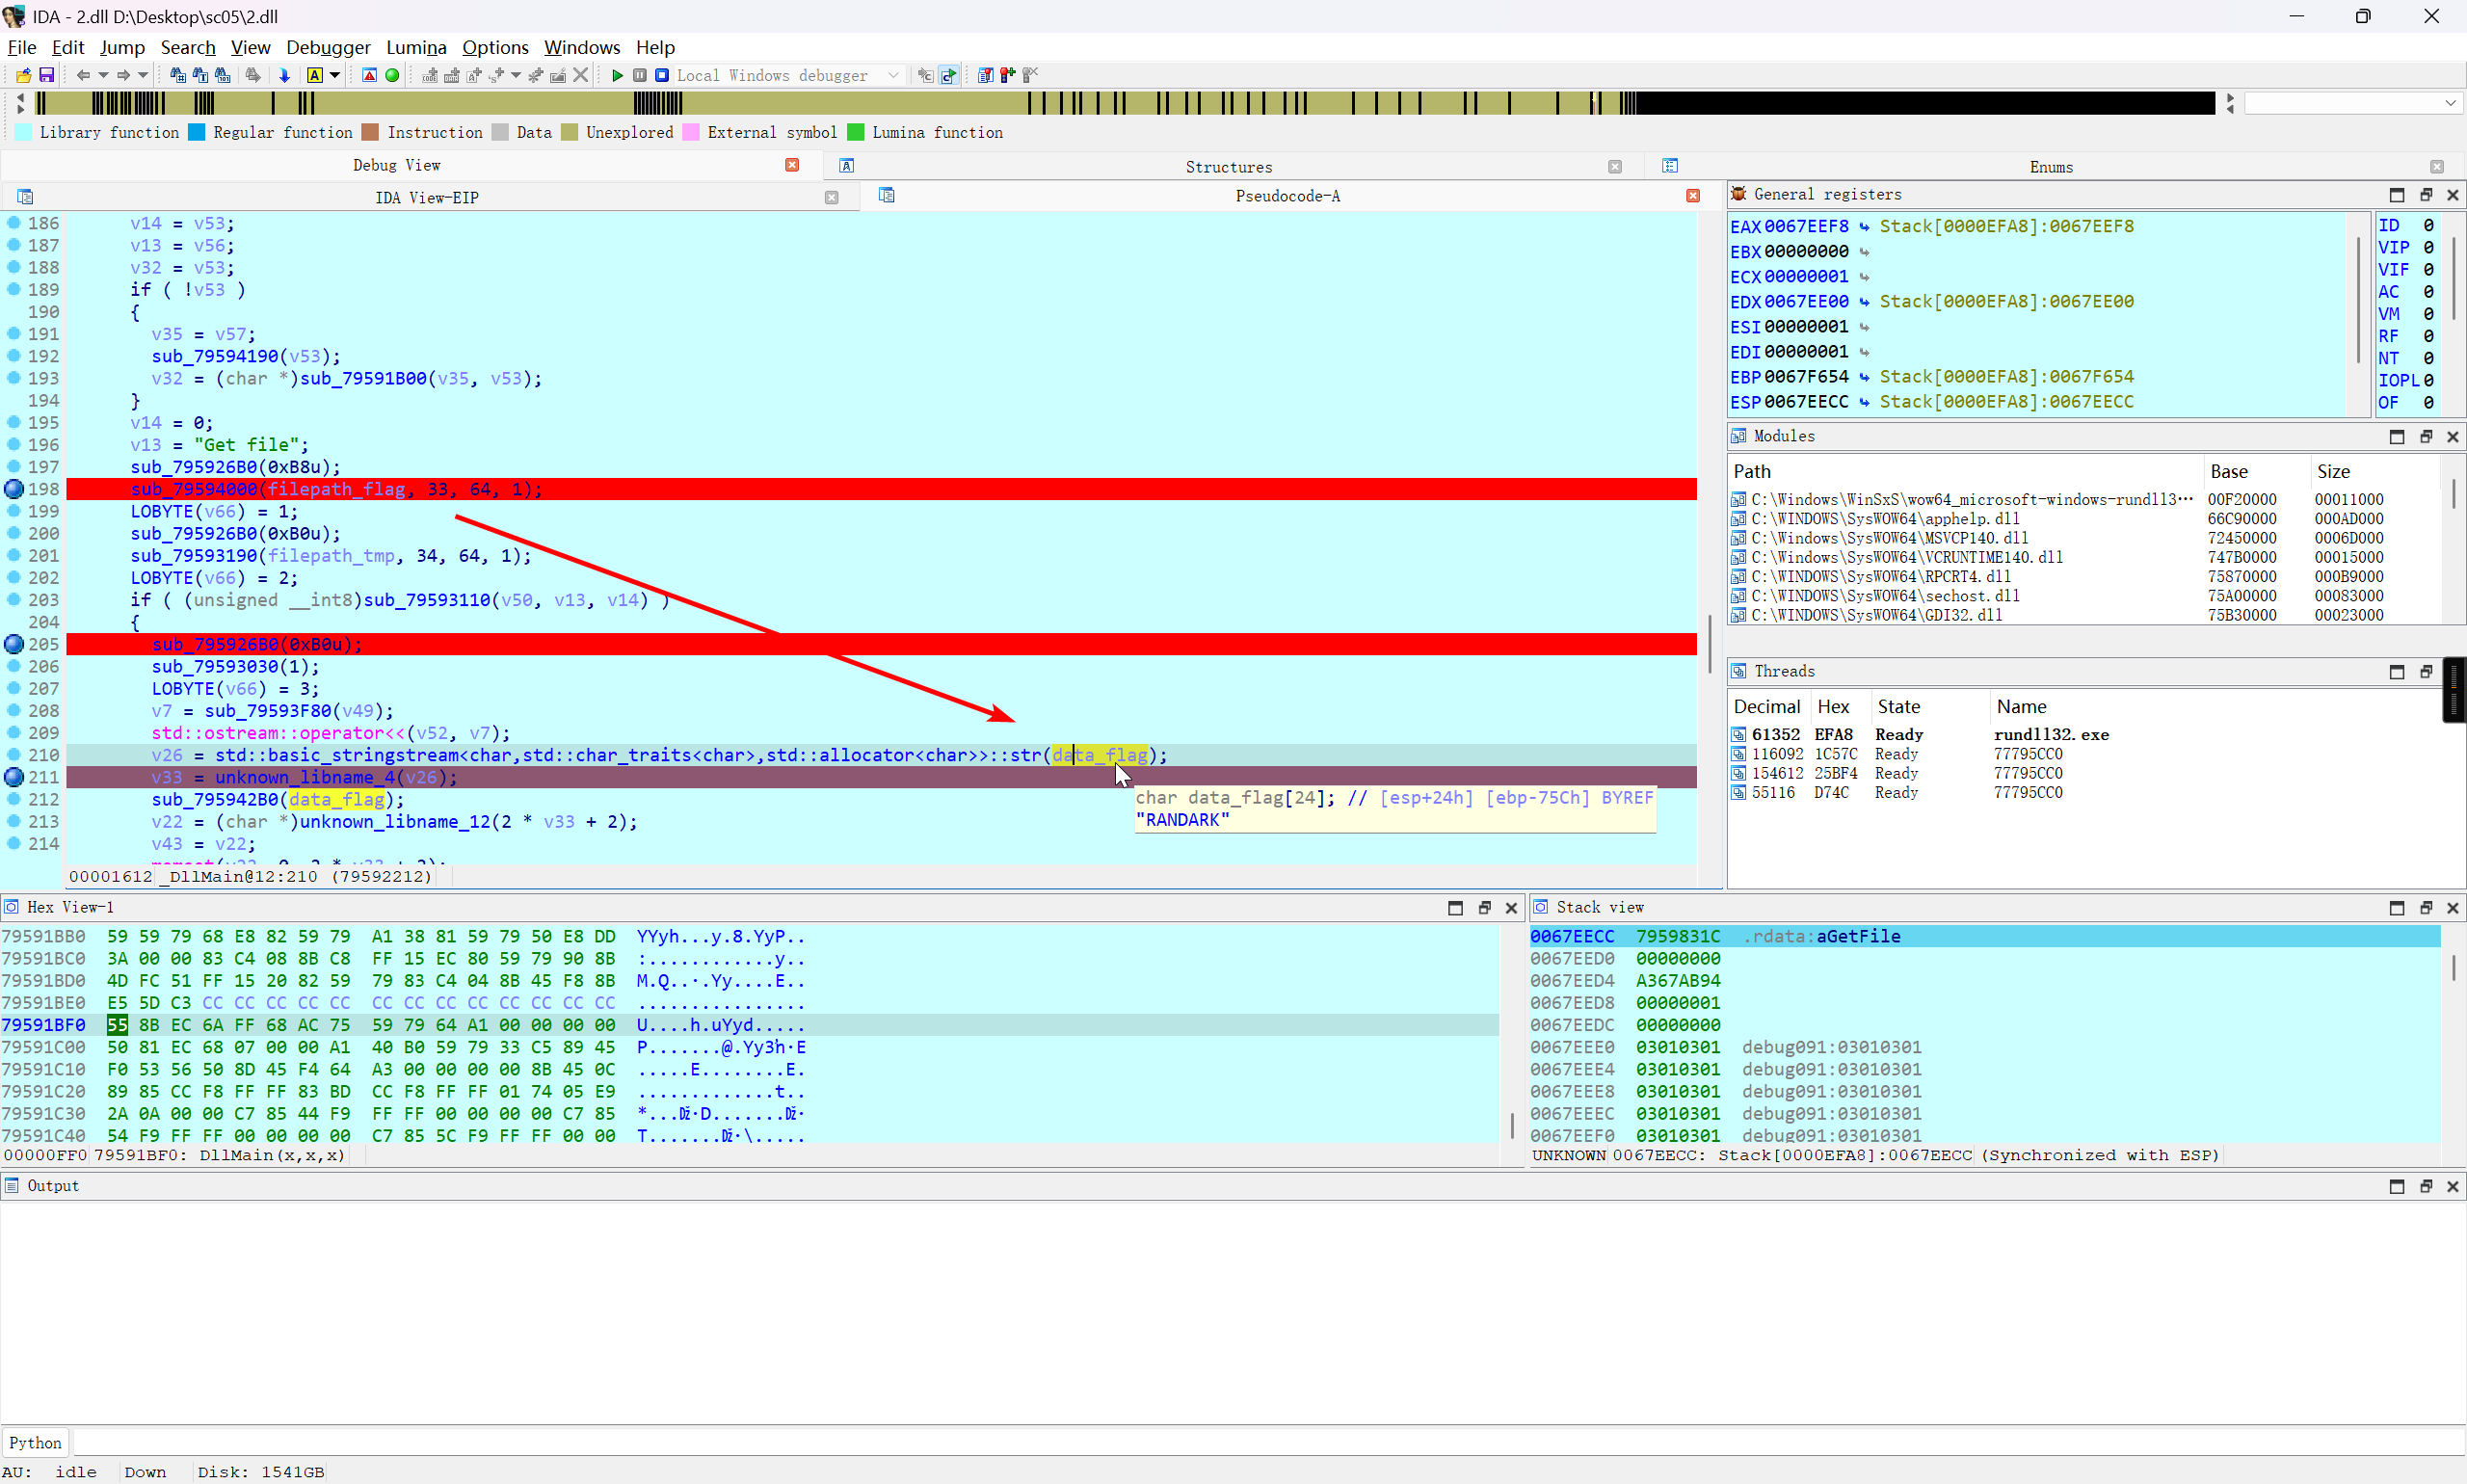 IDA - 2.dll D:\Desktop\sc05\2.dll
File Edit Jump Search View Debugger Lumina Options Windows Help
Local Windows debugger
Library function Regular function Instruction Data Unexplored External symbol Lumina function
Debug View Structures Enums
IDA View-EIP Pseudocode-A
186 v14 = v53;
187 v13 = v56;
188 v32 = v53;
189 if ( !v53 )
190 {
191 v35 = v57;
192 sub_79594190(v53);
193 v32 = (char *)sub_79591B00(v35, v53);
194 }
195 v14 = 0;
196 v13 = "Get file";
197 sub_795926B0(0xB8u);
198 sub_79594000(filepath_flag, 33, 64, 1);
199 LOBYTE(v66) = 1;
200 sub_795926B0(0xB0u);
201 sub_79593190(filepath_tmp, 34, 64, 1);
202 LOBYTE(v66) = 2;
203 if ( (unsigned __int8)sub_79593110(v50, v13, v14) )
204 {
205 sub_795926B0(0xB0u);
206 sub_79593030(1);
207 LOBYTE(v66) = 3;
208 v7 = sub_79593F80(v49);
209 std::ostream::operator<<(v52, v7);
210 v26 = std::basic_stringstream<char,std::char_traits<char>,std::allocator<char>>::str(data_flag);
211 v33 = unknown_libname_4(v26);
212 sub_795942B0(data_flag);
213 v22 = (char *)unknown_libname_12(2 * v33 + 2);
214 v43 = v22;
char data_flag[24]; // [esp+24h] [ebp-75Ch] BYREF
"RANDARK"
00001612 _DllMain@12:210 (79592212)
General registers
EAX 0067EEF8 Stack[0000EFA8]:0067EEF8
EBX 00000000
ECX 00000001
EDX 0067EE00 Stack[0000EFA8]:0067EE00
ESI 00000001
EDI 00000001
EBP 0067F654 Stack[0000EFA8]:0067F654
ESP 0067EECC Stack[0000EFA8]:0067EECC
ID 0
VIP 0
VIF 0
AC 0
VM 0
RF 0
NT 0
IOPL 0
OF 0
Modules
Path Base Size
C:\Windows\WinSxS\wow64_microsoft-windows-rundll3… 00F20000 00011000
C:\WINDOWS\SysWOW64\apphelp.dll 66C90000 000AD000
C:\Windows\SysWOW64\MSVCP140.dll 72450000 0006D000
C:\Windows\SysWOW64\VCRUNTIME140.dll 747B0000 00015000
C:\WINDOWS\SysWOW64\RPCRT4.dll 75870000 000B9000
C:\WINDOWS\SysWOW64\sechost.dll 75A00000 00083000
C:\WINDOWS\SysWOW64\GDI32.dll 75B30000 00023000
Threads
Decimal Hex State Name
61352 EFA8 Ready rundll32.exe
116092 1C57C Ready 77795CC0
154612 25BF4 Ready 77795CC0
55116 D74C Ready 77795CC0
Hex View-1
79591BB0 59 59 79 68 E8 82 59 79 A1 38 81 59 79 50 E8 DD YYyh...y.8.YyP..
79591BC0 3A 00 00 83 C4 08 8B C8 FF 15 EC 80 59 79 90 8B :............y..
79591BD0 4D FC 51 FF 15 20 82 59 79 83 C4 04 8B 45 F8 8B M.Q..·.Yy....E..
79591BE0 E5 5D C3 CC CC CC CC CC CC CC CC CC CC CC CC CC ................
79591BF0 55 8B EC 6A FF 68 AC 75 59 79 64 A1 00 00 00 00 U....h.uYyd.....
79591C00 50 81 EC 68 07 00 00 A1 40 B0 59 79 33 C5 89 45 P.......@.Yy3ŉ·E
79591C10 F0 53 56 50 8D 45 F4 64 A3 00 00 00 00 8B 45 0C .....E........E.
79591C20 89 85 CC F8 FF FF 83 BD CC F8 FF FF 01 74 05 E9 .............t..
79591C30 2A 0A 00 00 C7 85 44 F9 FF FF 00 00 00 00 C7 85 *...ǅ·D.......ǅ·
79591C40 54 F9 FF FF 00 00 00 00 C7 85 5C F9 FF FF 00 00 T.......ǅ·\.....
00000FF0 79591BF0: DllMain(x,x,x)
Stack view
0067EECC 7959831C .rdata:aGetFile
0067EED0 00000000
0067EED4 A367AB94
0067EED8 00000001
0067EEDC 00000000
0067EEE0 03010301 debug091:03010301
0067EEE4 03010301 debug091:03010301
0067EEE8 03010301 debug091:03010301
0067EEEC 03010301 debug091:03010301
0067EEF0 03010301 debug091:03010301
UNKNOWN 0067EECC: Stack[0000EFA8]:0067EECC (Synchronized with ESP)
Output
Python
AU: idle Down Disk: 1541GB